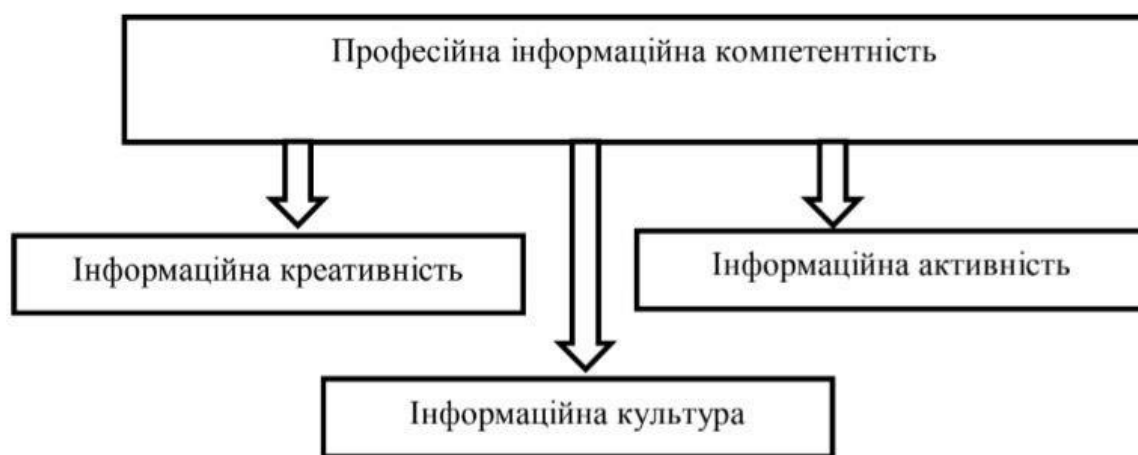 Професійна інформаційна компетентність
Інформаційна креативність
Інформаційна активність
Інформаційна культура